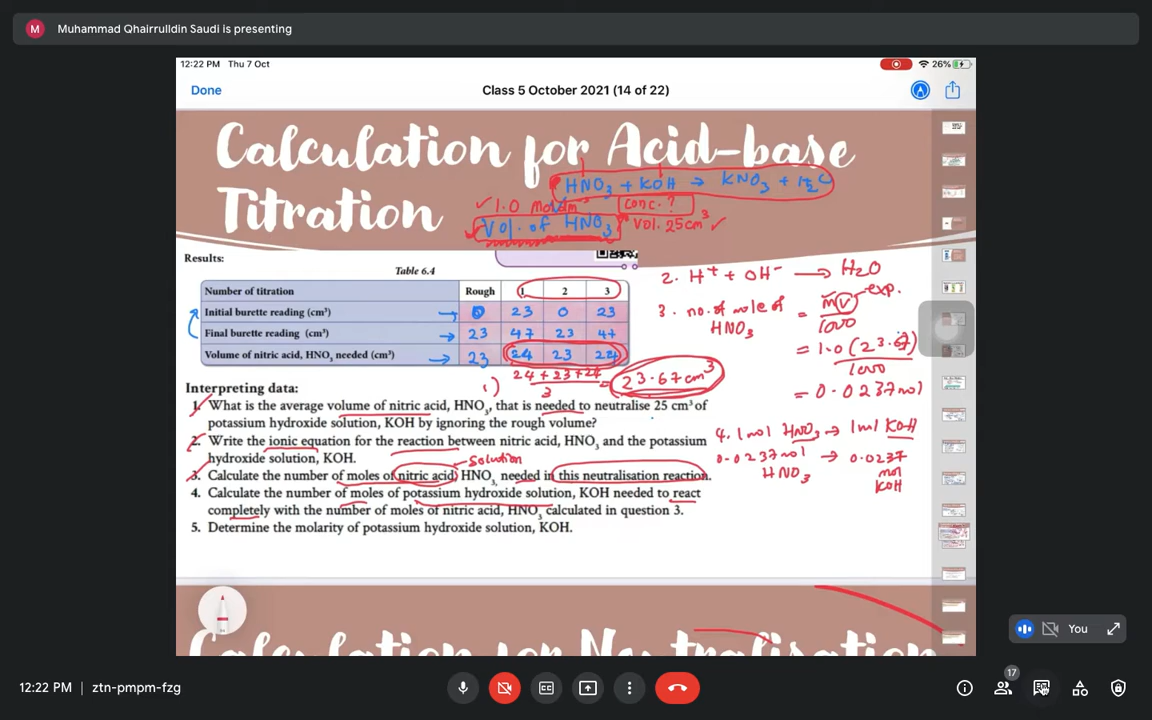 Muhammad Qhairrulldin Saudi is presenting
M
12:22 PM Thu 7 Oct
26%
Done
Class 5 October 2021 (14 of 22)
Calculation for Acid-base
Titration
HNO₃ + KOH → KNO₃ + H₂O
1.0 mol dm⁻³
conc. ?
Vol. of HNO₃
Vol. 25cm³
Results:
Table 6.4
Number of titration Rough 1 2 3
Initial burette reading (cm³) 0 23 0 23
Final burette reading (cm³) 23 47 23 47
Volume of nitric acid, HNO₃ needed (cm³) 23 24 23 24
1) 24 + 23 + 24
3
= 23.67 cm³
Interpreting data:
1. What is the average volume of nitric acid, HNO₃, that is needed to neutralise 25 cm³ of
potassium hydroxide solution, KOH by ignoring the rough volume?
2. Write the ionic equation for the reaction between nitric acid, HNO₃ and the potassium
hydroxide solution, KOH.
solution
3. Calculate the number of moles of nitric acid, HNO₃ needed in this neutralisation reaction.
4. Calculate the number of moles of potassium hydroxide solution, KOH needed to react
completely with the number of moles of nitric acid, HNO₃ calculated in question 3.
5. Determine the molarity of potassium hydroxide solution, KOH.
2. H⁺ + OH⁻ → H₂O
exp.
3. no. of mole of HNO₃ = MV
1000
= 1.0 (23.67)
1000
= 0.0237 mol
4. 1 mol HNO₃ → 1 mol KOH
0.0237 mol HNO₃ → 0.0237 mol KOH
Calculation for Neutralisation
You
12:22 PM | ztn-pmpm-fzg
17